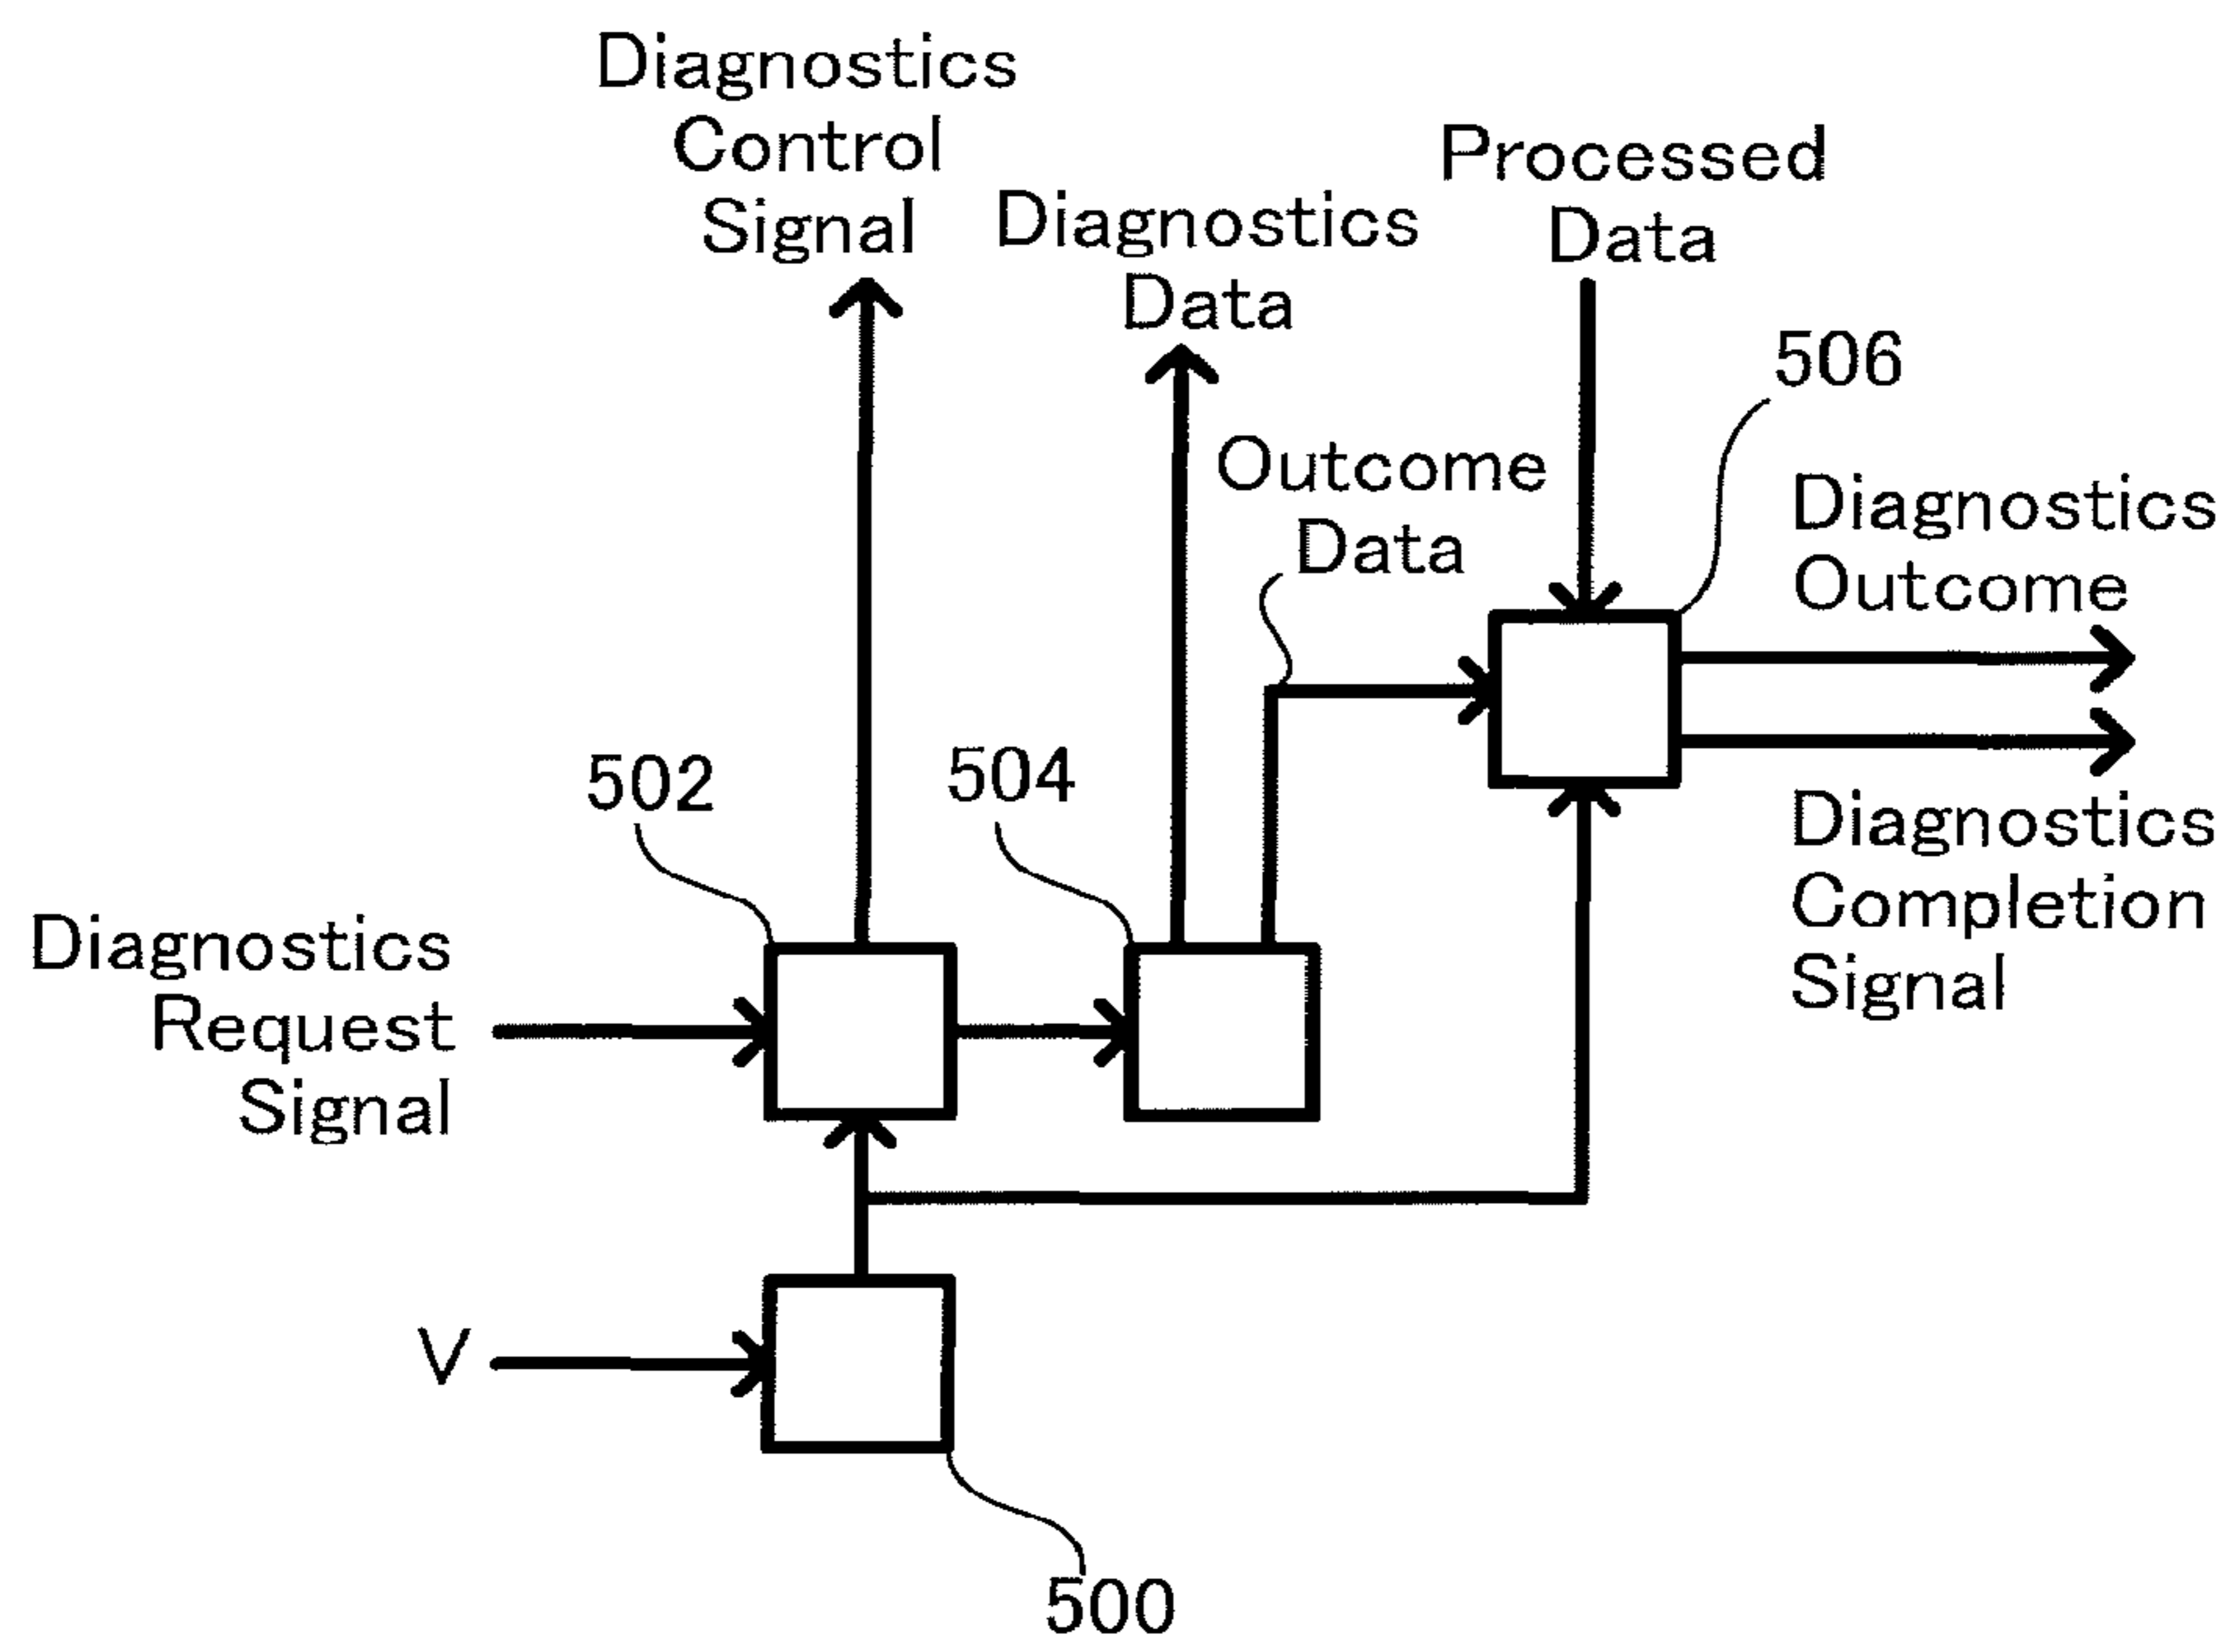 Diagnostics
Control
Signal
Diagnostics
Data
Processed
Data
506
Outcome
Data
Diagnostics
Outcome
502
504
Diagnostics
Completion
Signal
Diagnostics
Request
Signal
V
500